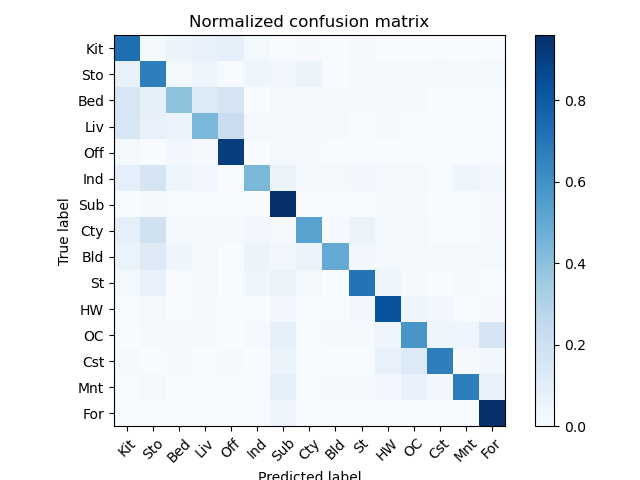 Normalized confusion matrix
True label
Kit
Sto
Bed
Liv
Off
Ind
Sub
Cty
Bld
St
HW
OC
Cst
Mnt
For
Kit Sto Bed Liv Off Ind Sub Cty Bld St HW OC Cst Mnt For
Predicted label
0.8
0.6
0.4
0.2
0.0